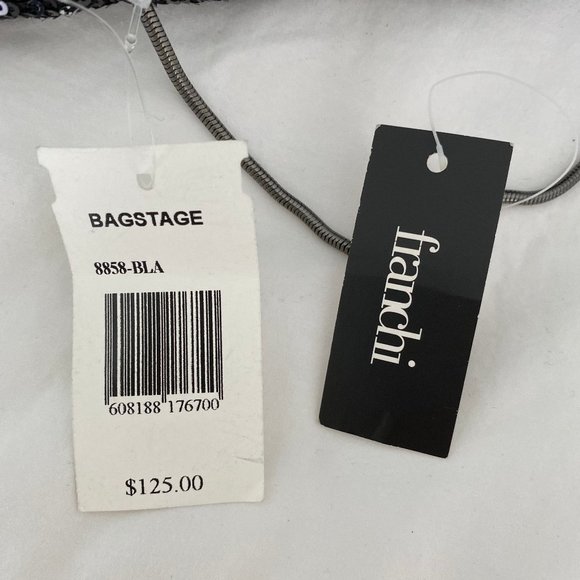 BAGSTAGE
8858-BLA
608188 176700
$125.00
franchi